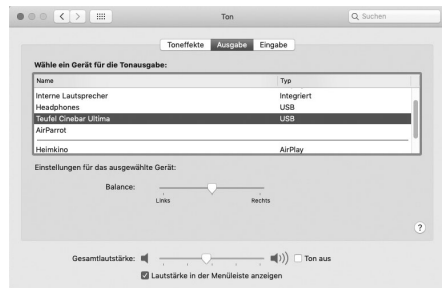 Ton
Suchen
Toneffekte Ausgabe Eingabe
Wähle ein Gerät für die Tonausgabe:
Name Typ
Interne Lautsprecher Integriert
Headphones USB
Teufel Cinebar Ultima USB
AirParrot
Heimkino AirPlay
Einstellungen für das ausgewählte Gerät:
Balance:
Links Rechts
?
Gesamtlautstärke: Ton aus
Lautstärke in der Menüleiste anzeigen